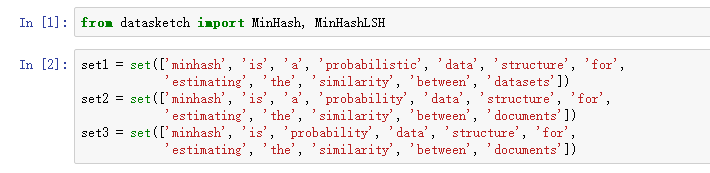 In [1]: from datasketch import MinHash, MinHashLSH
In [2]: set1 = set(['minhash', 'is', 'a', 'probabilistic', 'data', 'structure', 'for',
'estimating', 'the', 'similarity', 'between', 'datasets'])
set2 = set(['minhash', 'is', 'a', 'probability', 'data', 'structure', 'for',
'estimating', 'the', 'similarity', 'between', 'documents'])
set3 = set(['minhash', 'is', 'probability', 'data', 'structure', 'for',
'estimating', 'the', 'similarity', 'between', 'documents'])